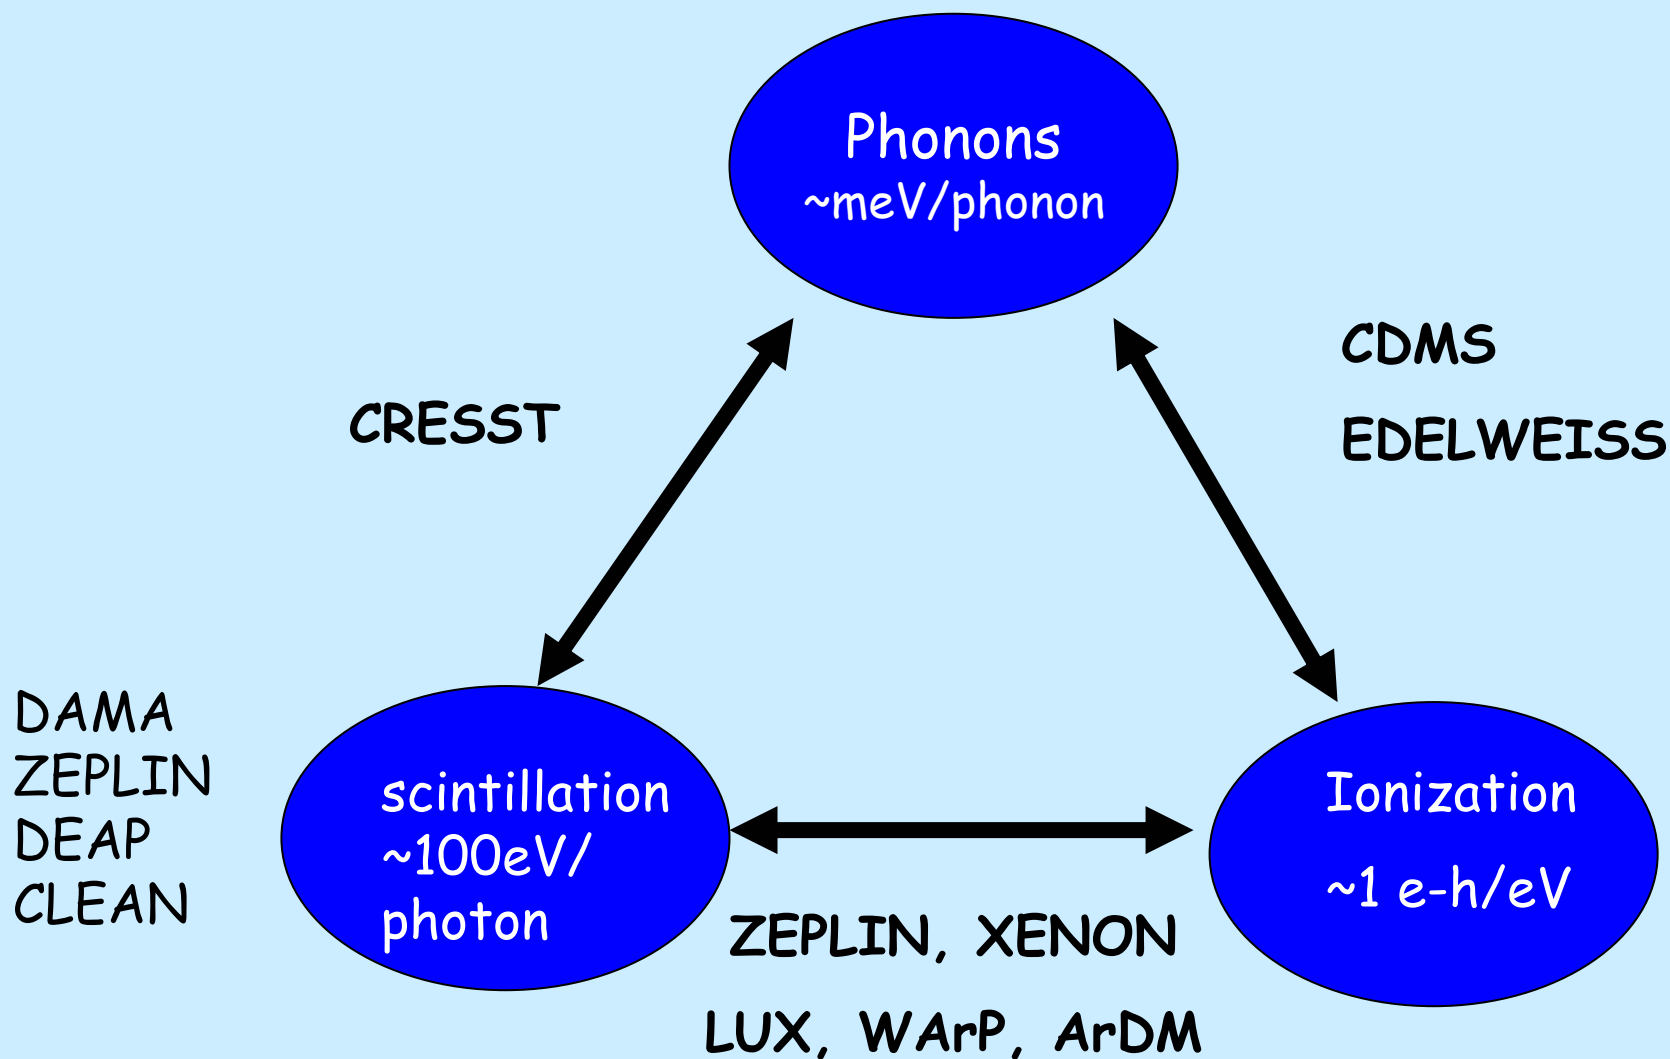 Phonons
~meV/phonon
CDMS
EDELWEISS
CRESST
DAMA
ZEPLIN
DEAP
CLEAN
scintillation
~100eV/
photon
Ionization
~1 e-h/eV
ZEPLIN, XENON
LUX, WArP, ArDM